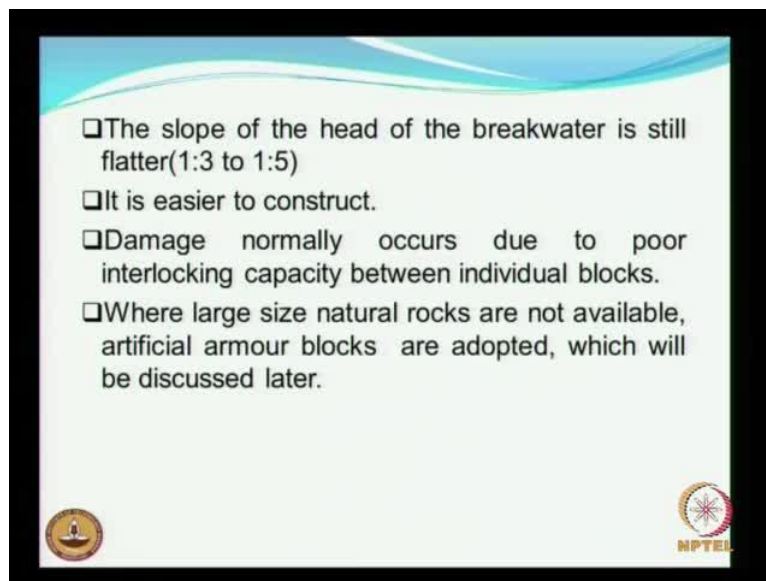 ❑The slope of the head of the breakwater is still
flatter(1:3 to 1:5)
❑It is easier to construct.
❑Damage normally occurs due to poor
interlocking capacity between individual blocks.
❑Where large size natural rocks are not available,
artificial armour blocks are adopted, which will
be discussed later.
NPTEL